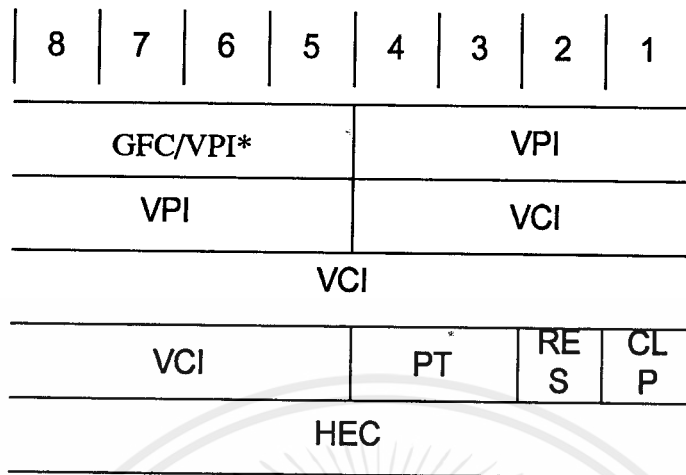 8 7 6 5 4 3 2 1
GFC/VPI* VPI
VPI VCI
VCI
VCI PT* RE S CL P
HEC